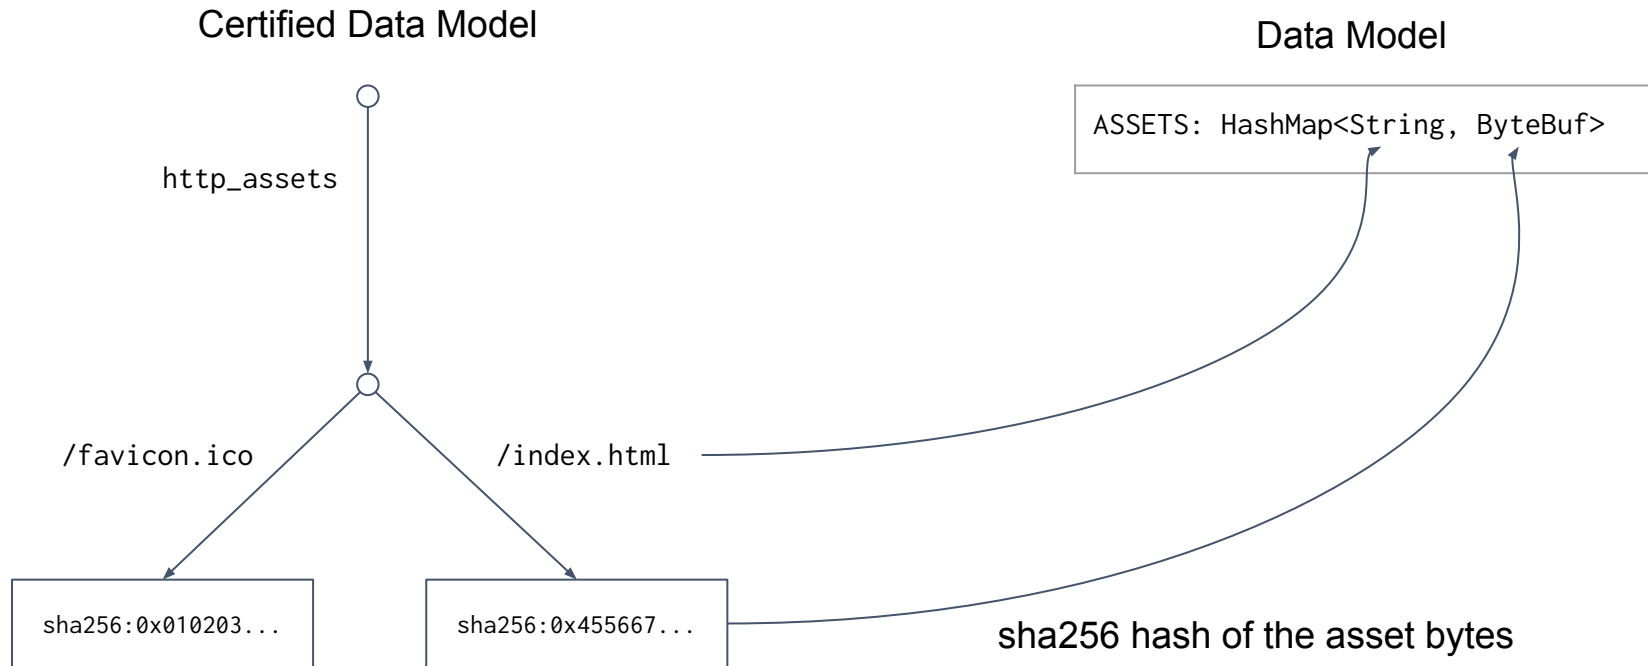 Certified Data Model
Data Model
ASSETS: HashMap<String, ByteBuf>
http_assets
/favicon.ico
/index.html
sha256:0x010203...
sha256:0x455667...
sha256 hash of the asset bytes